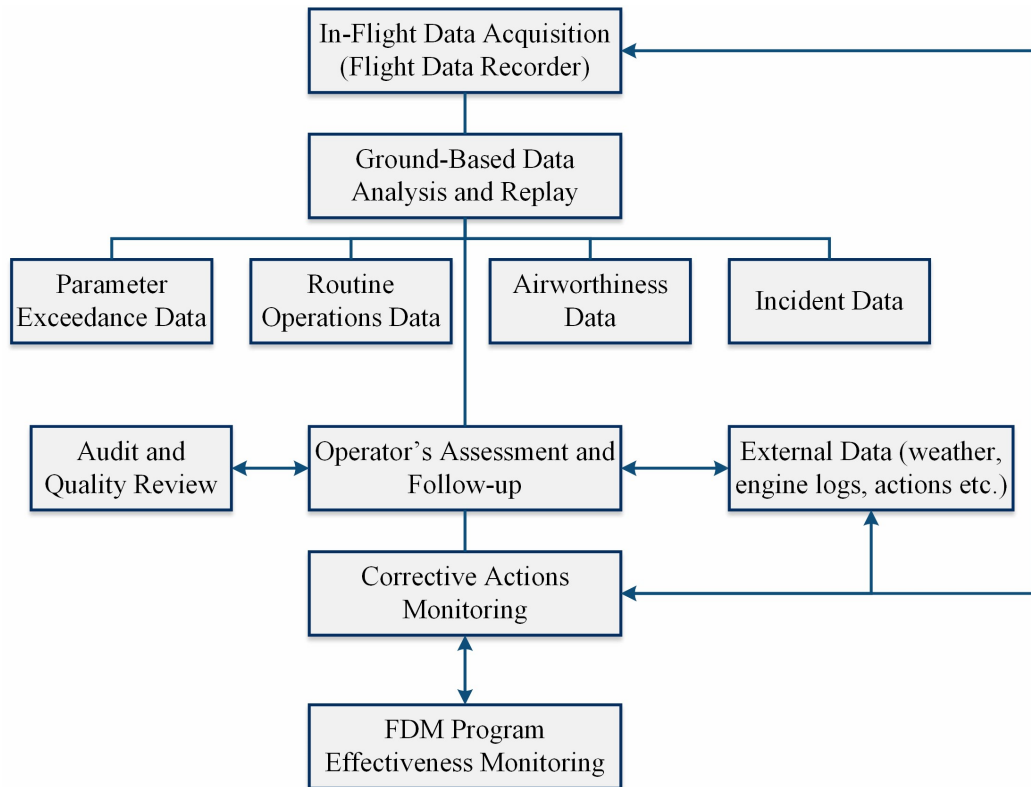 In-Flight Data Acquisition
(Flight Data Recorder)
Ground-Based Data
Analysis and Replay
Parameter
Exceedance Data
Routine
Operations Data
Airworthiness
Data
Incident Data
Audit and
Quality Review
Operator’s Assessment and
Follow-up
External Data (weather,
engine logs, actions etc.)
Corrective Actions
Monitoring
FDM Program
Effectiveness Monitoring